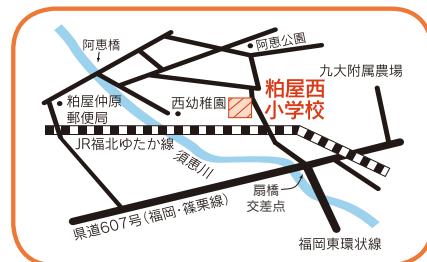 阿恵橋
阿恵公園
九大附属農場
粕屋仲原
郵便局
西幼稚園
粕屋西
小学校
JR福北ゆたか線
須恵川
扇橋
交差点
県道607号(福岡・篠栗線)
福岡東環状線